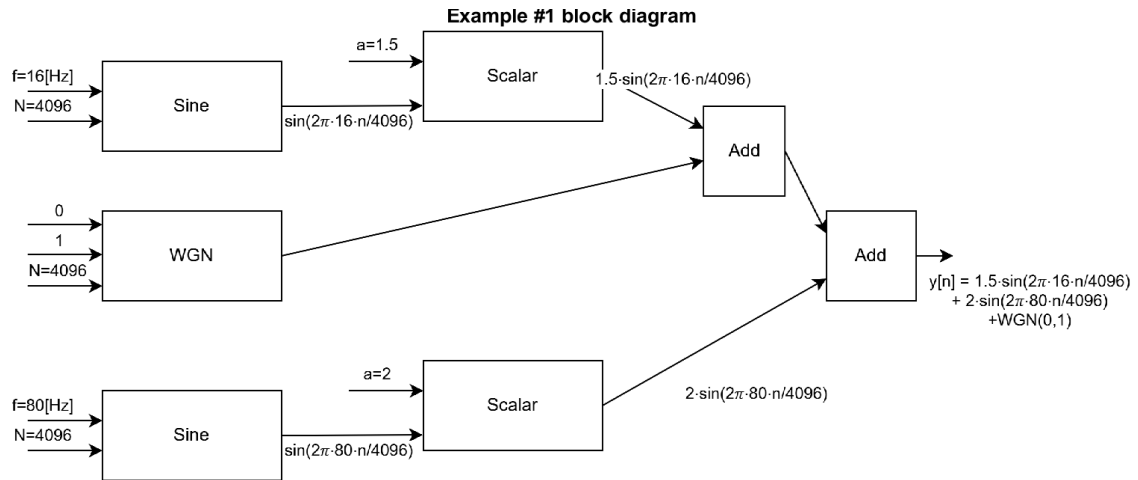 Example #1 block diagram
a=1.5
f=16[Hz]
N=4096
Sine
sin(2π·16·n/4096)
Scalar
1.5·sin(2π·16·n/4096)
Add
0
1
N=4096
WGN
Add
y[n] = 1.5·sin(2π·16·n/4096)
+ 2·sin(2π·80·n/4096)
+WGN(0,1)
a=2
f=80[Hz]
N=4096
Sine
sin(2π·80·n/4096)
Scalar
2·sin(2π·80·n/4096)